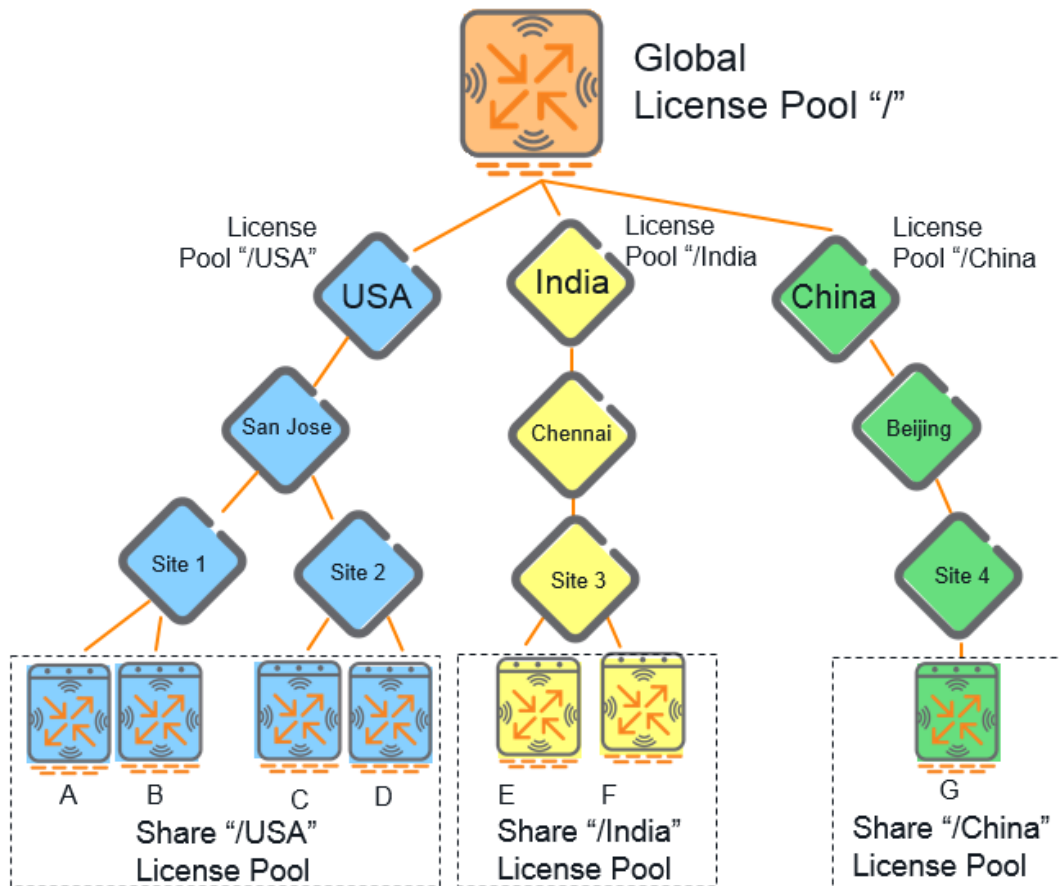 Global
License Pool “/”
License
Pool “/USA”
License
Pool “/India
License
Pool “/China
USA
India
China
San Jose
Chennai
Beijing
Site 1
Site 2
Site 3
Site 4
A
B
C
D
E
F
G
Share “/USA”
License Pool
Share “/India”
License Pool
Share “/China”
License Pool